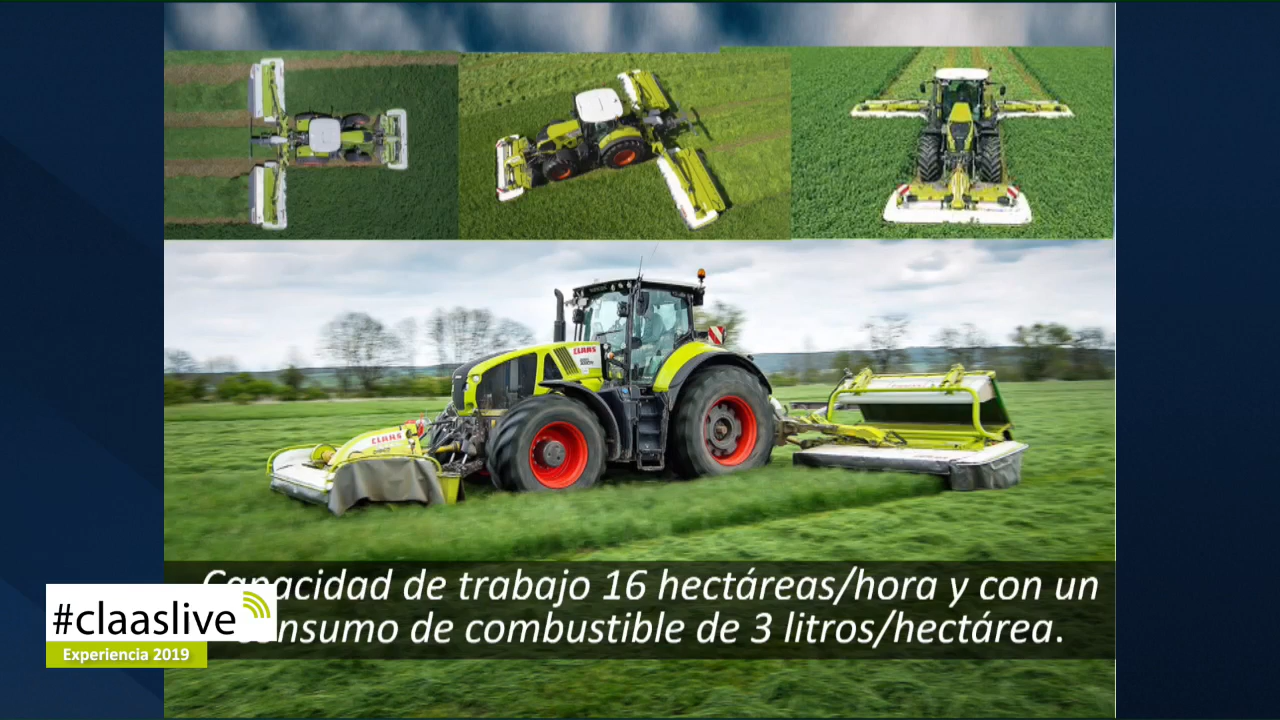 CLAAS
CLAAS
Capacidad de trabajo 16 hectáreas/hora y con un
consumo de combustible de 3 litros/hectárea.
#claaslive
Experiencia 2019